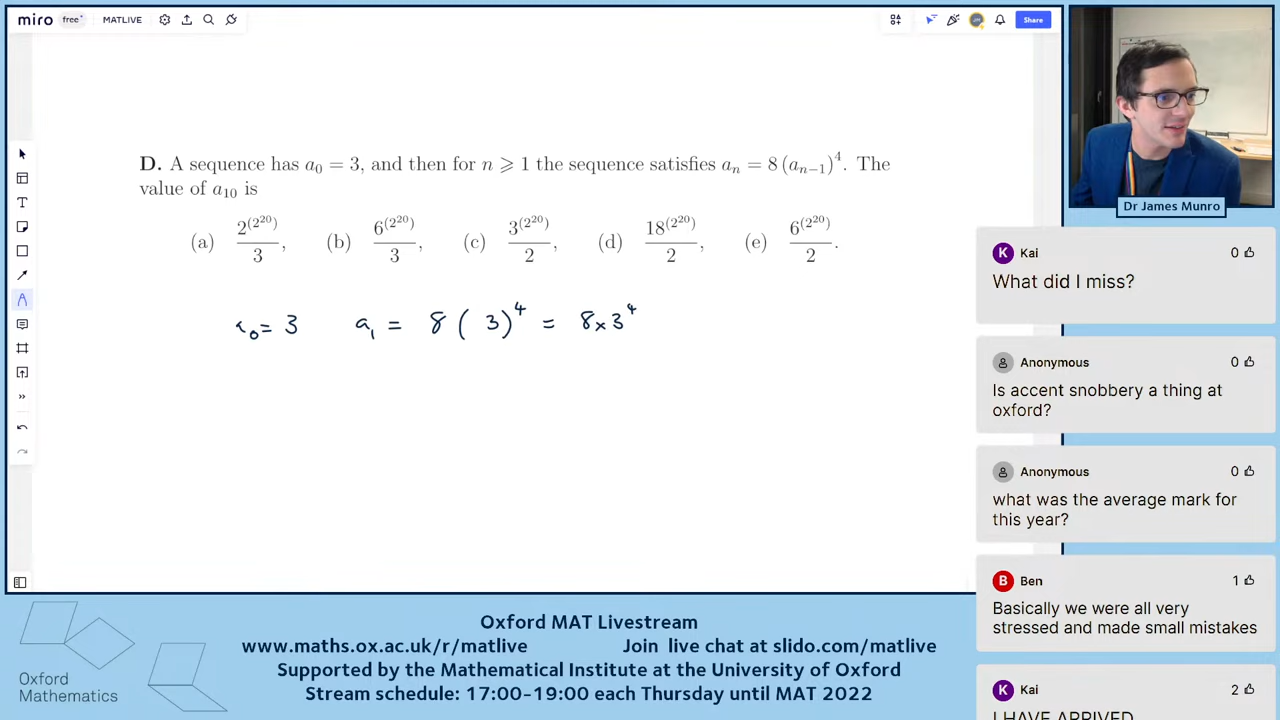 miro free MATLIVE Share
D. A sequence has a₀ = 3, and then for n ⩾ 1 the sequence satisfies aₙ = 8 (aₙ₋₁)⁴. The
value of a₁₀ is
(a) 2^(2^20)/3, (b) 6^(2^20)/3, (c) 3^(2^20)/2, (d) 18^(2^20)/2, (e) 6^(2^20)/2.
a₀ = 3 a₁ = 8 ( 3)⁴ = 8×3⁴
Dr James Munro
K Kai 0
What did I miss?
Anonymous 0
Is accent snobbery a thing at
oxford?
Anonymous 0
what was the average mark for
this year?
B Ben 1
Basically we were all very
stressed and made small mistakes
K Kai 2
I HAVE ARRIVED
Oxford
Mathematics
Oxford MAT Livestream
www.maths.ox.ac.uk/r/matlive Join live chat at slido.com/matlive
Supported by the Mathematical Institute at the University of Oxford
Stream schedule: 17:00-19:00 each Thursday until MAT 2022